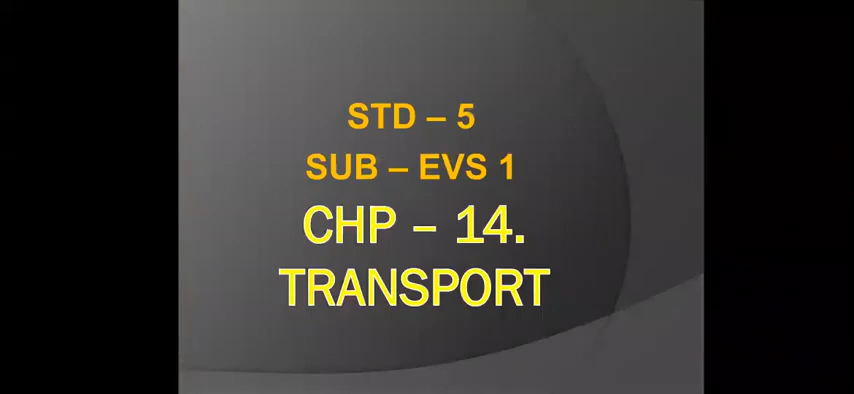 STD – 5
SUB – EVS 1
CHP – 14.
TRANSPORT